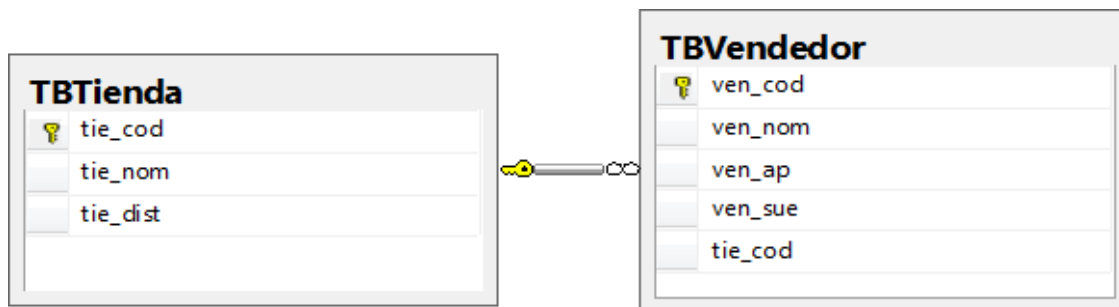 TBTienda
tie_cod
tie_nom
tie_dist
TBVendedor
ven_cod
ven_nom
ven_ap
ven_sue
tie_cod